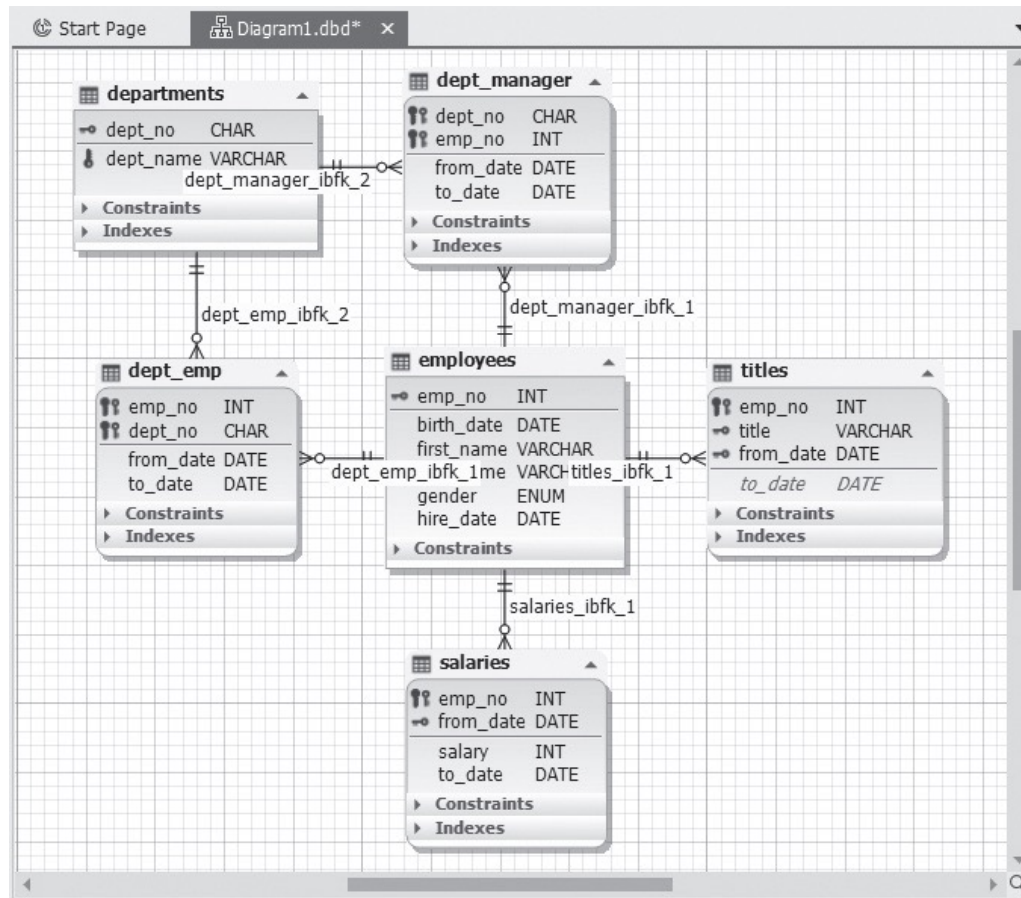 Start Page
Diagram1.dbd*
departments
dept_no CHAR
dept_name VARCHAR
Constraints
Indexes
dept_manager
dept_no CHAR
emp_no INT
from_date DATE
to_date DATE
Constraints
Indexes
dept_manager_ibfk_2
dept_emp_ibfk_2
dept_manager_ibfk_1
dept_emp
emp_no INT
dept_no CHAR
from_date DATE
to_date DATE
Constraints
Indexes
dept_emp_ibfk_1
employees
emp_no INT
birth_date DATE
first_name VARCHAR
me VARCH
gender ENUM
hire_date DATE
Constraints
titles_ibfk_1
titles
emp_no INT
title VARCHAR
from_date DATE
to_date DATE
Constraints
Indexes
salaries_ibfk_1
salaries
emp_no INT
from_date DATE
salary INT
to_date DATE
Constraints
Indexes